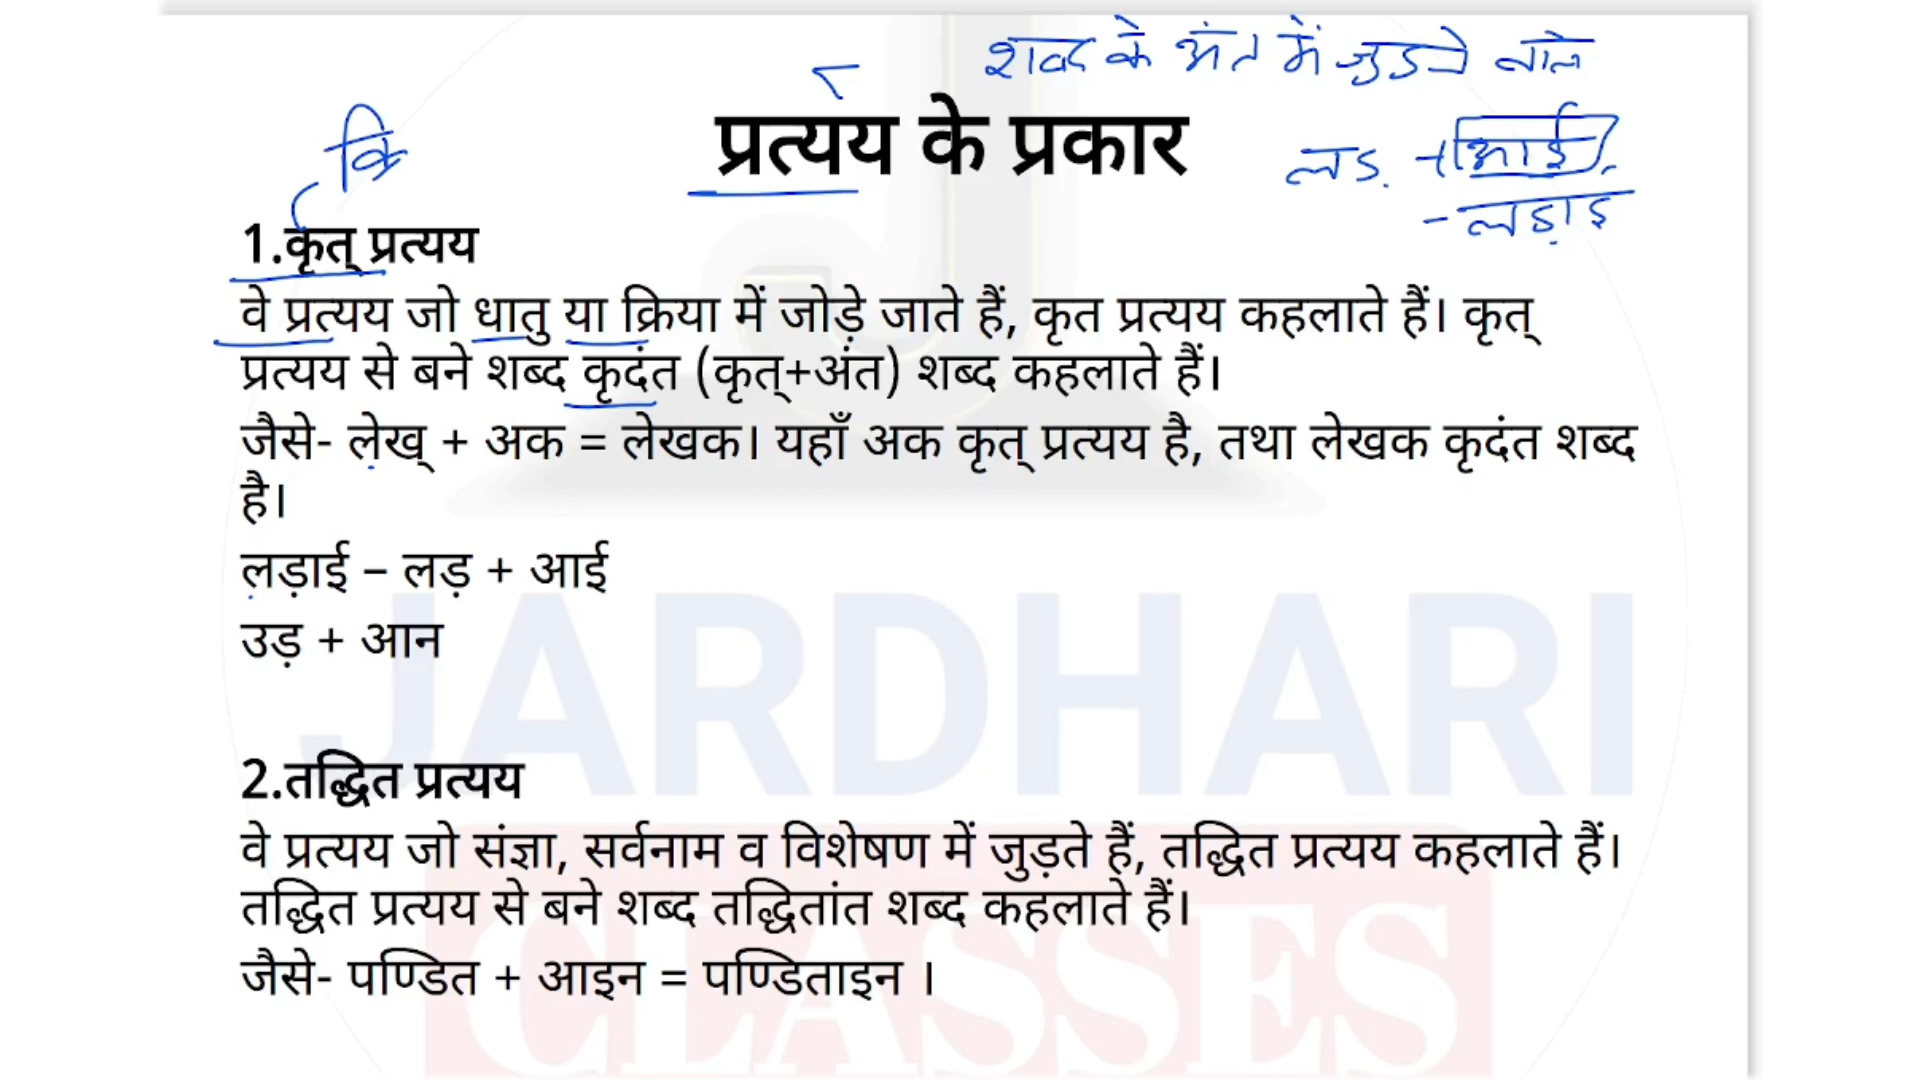 शब्द के अंत में जुड़ने वाले
प्रत्यय के प्रकार
कि
लड़ + आई
- लड़ाई
1.कृत् प्रत्यय
वे प्रत्यय जो धातु या क्रिया में जोड़े जाते हैं, कृत प्रत्यय कहलाते हैं। कृत्
प्रत्यय से बने शब्द कृदंत (कृत्+अंत) शब्द कहलाते हैं।
जैसे- लेख् + अक = लेखक। यहाँ अक कृत् प्रत्यय है, तथा लेखक कृदंत शब्द
है।
लड़ाई – लड़ + आई
उड़ + आन
2.तद्धित प्रत्यय
वे प्रत्यय जो संज्ञा, सर्वनाम व विशेषण में जुड़ते हैं, तद्धित प्रत्यय कहलाते हैं।
तद्धित प्रत्यय से बने शब्द तद्धितांत शब्द कहलाते हैं।
जैसे- पण्डित + आइन = पण्डिताइन ।
JARDHARI
CLASSES